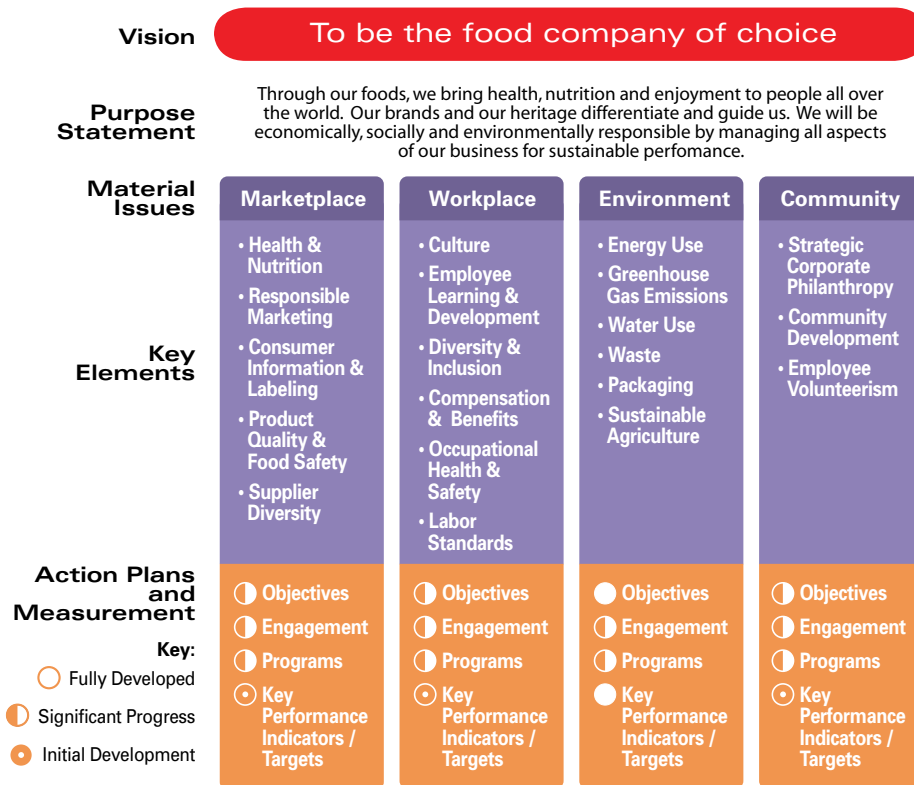 Vision
To be the food company of choice
Purpose
Statement
Through our foods, we bring health, nutrition and enjoyment to people all over
the world. Our brands and our heritage differentiate and guide us. We will be
economically, socially and environmentally responsible by managing all aspects
of our business for sustainable perfomance.
Material
Issues
Marketplace
Workplace
Environment
Community
Key
Elements
• Health &
Nutrition
• Responsible
Marketing
• Consumer
Information &
Labeling
• Product
Quality &
Food Safety
• Supplier
Diversity
• Culture
• Employee
Learning &
Development
• Diversity &
Inclusion
• Compensation
& Benefits
• Occupational
Health &
Safety
• Labor
Standards
• Energy Use
• Greenhouse
Gas Emissions
• Water Use
• Waste
• Packaging
• Sustainable
Agriculture
• Strategic
Corporate
Philanthropy
• Community
Development
• Employee
Volunteerism
Action Plans
and
Measurement
Key:
Fully Developed
Significant Progress
Initial Development
Objectives
Engagement
Programs
Key
Performance
Indicators /
Targets
Objectives
Engagement
Programs
Key
Performance
Indicators /
Targets
Objectives
Engagement
Programs
Key
Performance
Indicators /
Targets
Objectives
Engagement
Programs
Key
Performance
Indicators /
Targets